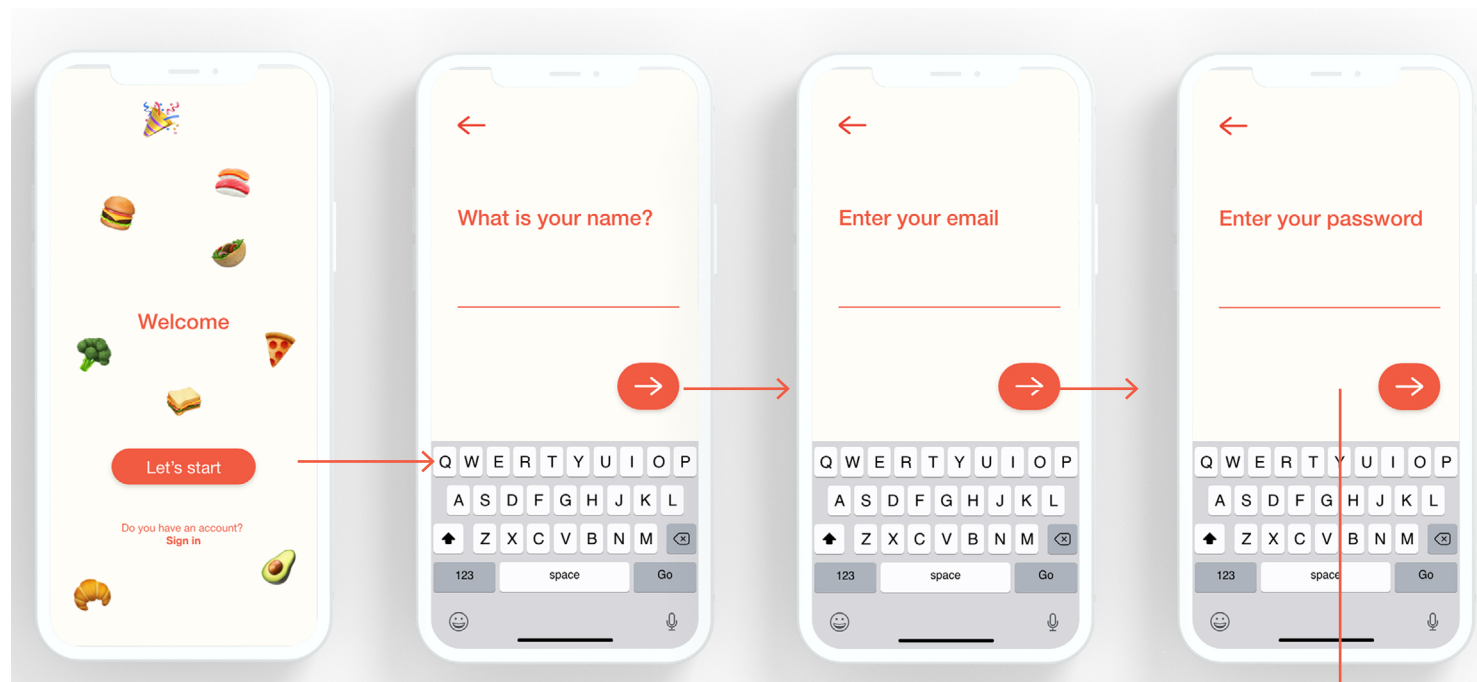 Welcome
Let's start
Do you have an account?
Sign in
What is your name?
Q W E R T Y U I O P
A S D F G H J K L
Z X C V B N M
123 space Go
Enter your email
Q W E R T Y U I O P
A S D F G H J K L
Z X C V B N M
123 space Go
Enter your password
Q W E R T Y U I O P
A S D F G H J K L
Z X C V B N M
123 space Go